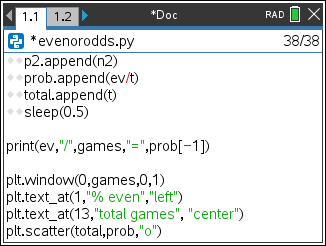 1.1 1.2 *Doc RAD
*evenorodds.py 38/38
p2.append(n2)
prob.append(ev/t)
total.append(t)
sleep(0.5)
print(ev,"/",games,"=",prob[-1])
plt.window(0,games,0,1)
plt.text_at(1,"% even","left")
plt.text_at(13,"total games", "center")
plt.scatter(total,prob,"o")